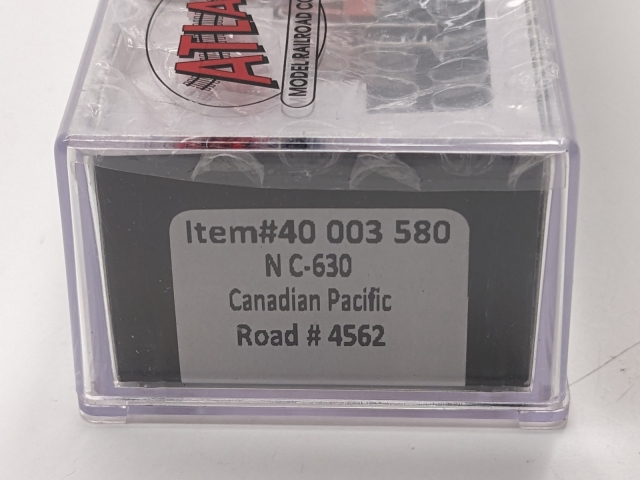 ATLA
MODEL RAILROAD CO
Item#40 003 580
N C-630
Canadian Pacific
Road # 4562